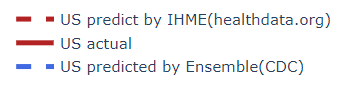 US predict by IHME(healthdata.org)
US actual
US predicted by Ensemble(CDC)